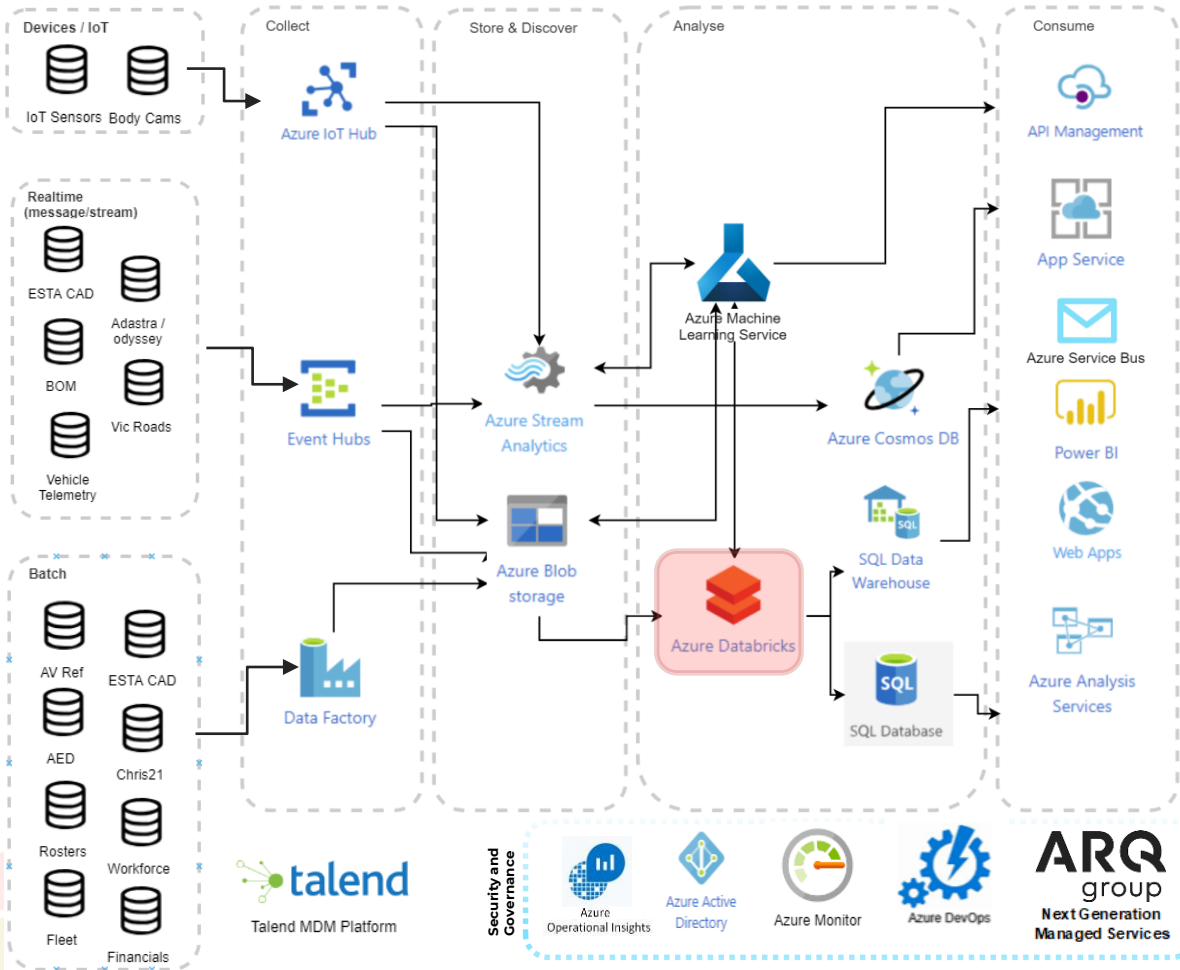 Devices / IoT
IoT Sensors
Body Cams
Realtime
(message/stream)
ESTA CAD
Adastra /
odyssey
BOM
Vic Roads
Vehicle
Telemetry
Batch
AV Ref
ESTA CAD
AED
Chris21
Rosters
Workforce
Fleet
Financials
Collect
Azure IoT Hub
Event Hubs
Data Factory
Store & Discover
Azure Stream
Analytics
Azure Blob
storage
Analyse
Azure Machine
Learning Service
Azure Cosmos DB
SQL
SQL Data
Warehouse
Azure Databricks
SQL
SQL Database
Consume
API Management
App Service
Azure Service Bus
Power BI
Web Apps
Azure Analysis
Services
talend
Talend MDM Platform
Security and
Governance
Azure
Operational Insights
Azure Active
Directory
Azure Monitor
Azure DevOps
ARQ
group
Next Generation
Managed Services